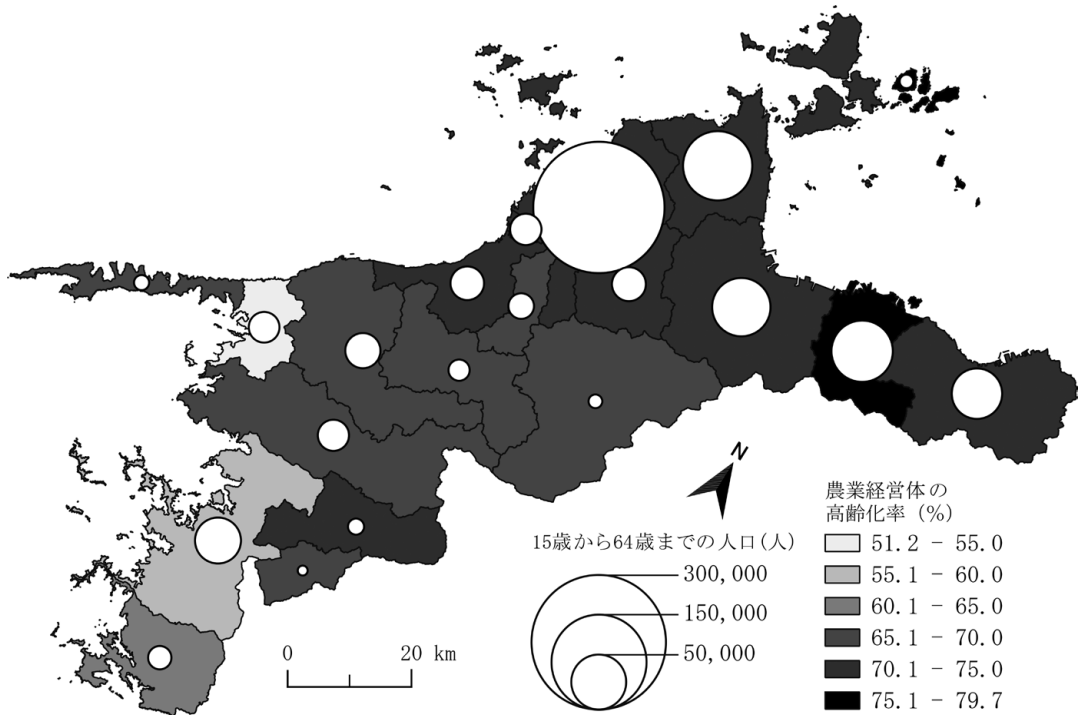 N
農業経営体の
高齢化率 (%)
51.2 - 55.0
55.1 - 60.0
60.1 - 65.0
65.1 - 70.0
70.1 - 75.0
75.1 - 79.7
15歳から64歳までの人口(人)
300,000
150,000
50,000
0 20 km